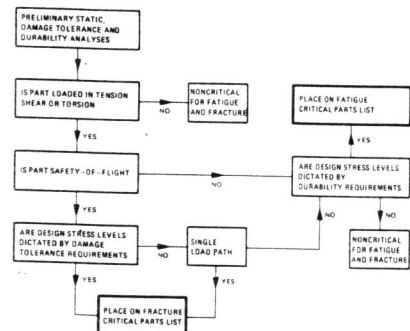 PRELIMINARY STATIC,
DAMAGE TOLERANCE AND
DURABILITY ANALYSES
IS PART LOADED IN TENSION
SHEAR OR TORSION
NO
NONCRITICAL
FOR FATIGUE
AND FRACTURE
PLACE ON FATIGUE
CRITICAL PARTS LIST
YES
YES
IS PART SAFETY-OF-FLIGHT
NO
ARE DESIGN STRESS LEVELS
DICTATED BY
DURABILITY REQUIREMENTS
YES
NO
NO
ARE DESIGN STRESS LEVELS
DICTATED BY DAMAGE
TOLERANCE REQUIREMENTS
NO
SINGLE
LOAD PATH
NONCRITICAL
FOR FATIGUE
AND FRACTURE
YES
YES
PLACE ON FRACTURE
CRITICAL PARTS LIST